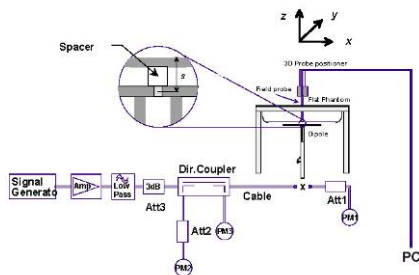 z
y
x
3D Probe positioner
Spacer
s
Field probe
Flat Phantom
Dipole
Signal
Generato
Amp
Low
Pass
3dB
Att3
Dir.Coupler
Cable
x
Att1
PM1
Att2
PM3
PM2
PC